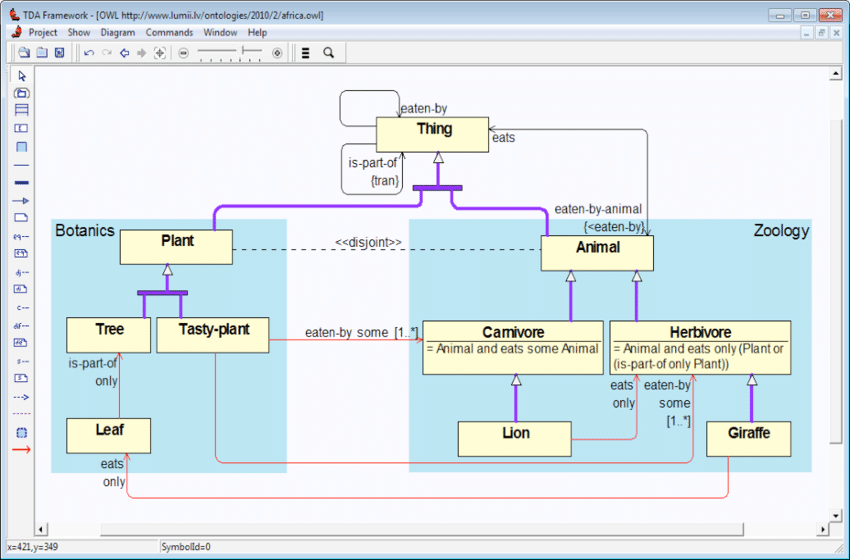 TDA Framework - [OWL http://www.lumii.lv/ontologies/2010/2/africa.owl]
Project Show Diagram Commands Window Help
eaten-by
Thing
eats
is-part-of
{tran}
eaten-by-animal
{<eaten-by}
Botanics
Zoology
Plant
<<disjoint>>
Animal
Tree
Tasty-plant
eaten-by some [1..*]
Carnivore
= Animal and eats some Animal
Herbivore
= Animal and eats only (Plant or
(is-part-of only Plant))
is-part-of
only
eats
only
eaten-by
some
[1..*]
Leaf
Lion
Giraffe
eats
only
x=421,y=349
SymbolId=0